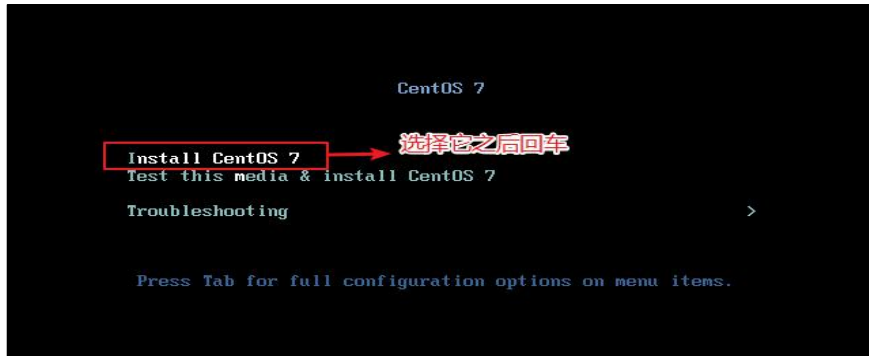 CentOS 7
选择它之后回车
Install CentOS 7
Test this media & install CentOS 7
Troubleshooting >
Press Tab for full configuration options on menu items.